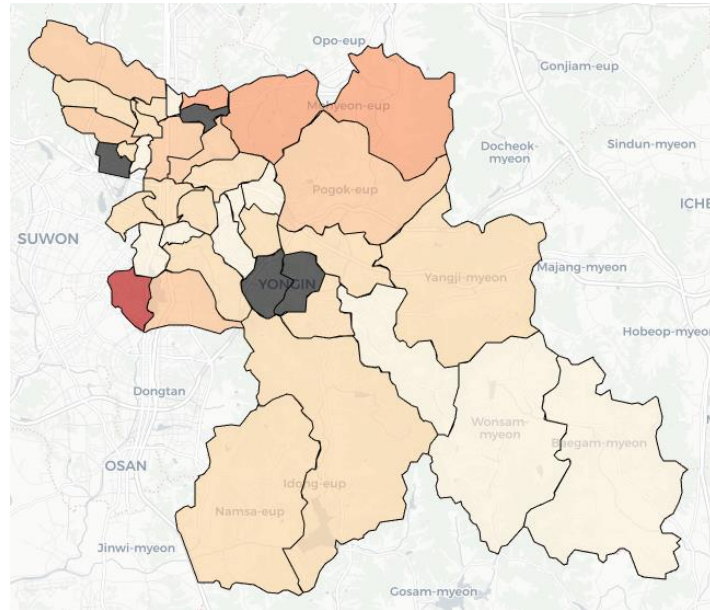 Opo-eup
Gonjiam-eup
Mohyeon-eup
Docheok-
myeon
Sindun-myeon
Pogok-eup
ICHE
SUWON
Majang-myeon
Yangji-myeon
YONGIN
Hobeop-myeo
Dongtan
Wonsam-
myeon
Baegam-myeon
OSAN
Idong-eup
Namsa-eup
Jinwi-myeon
Gosam-myeon